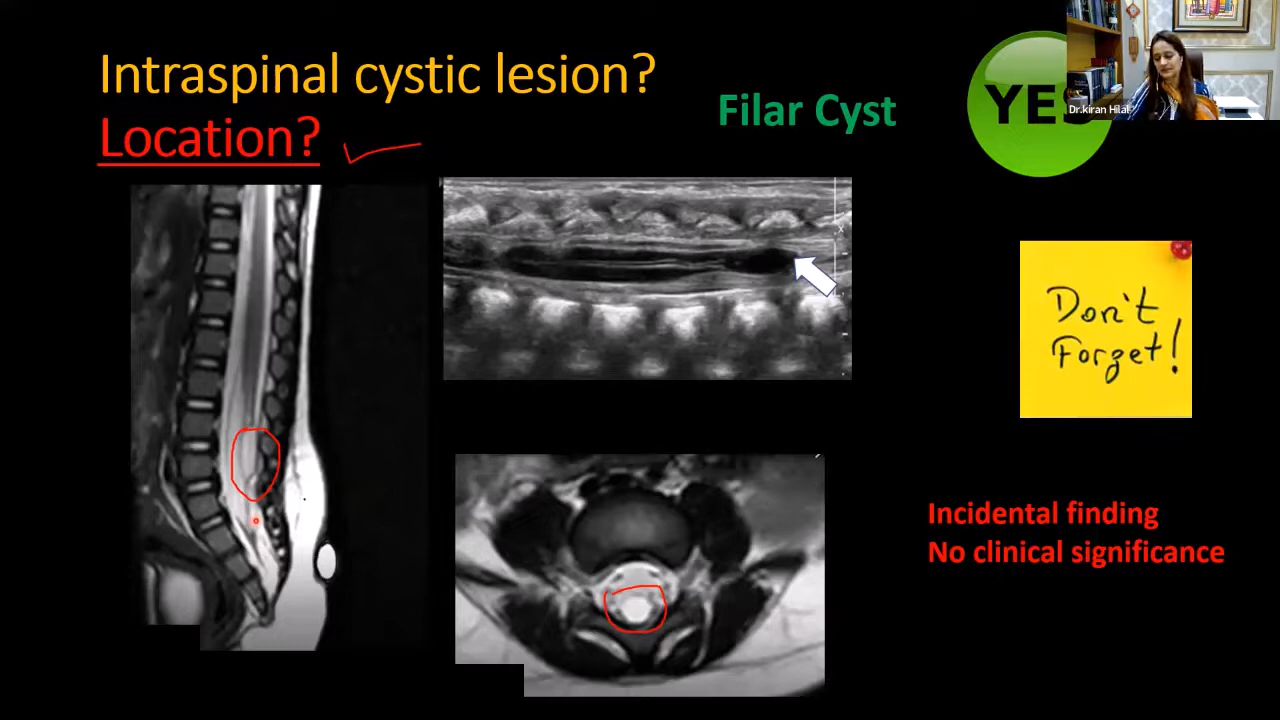 Intraspinal cystic lesion?
Location?
Filar Cyst
YES
Dr.kiran Hilal
Don't
Forget!
Incidental finding
No clinical significance